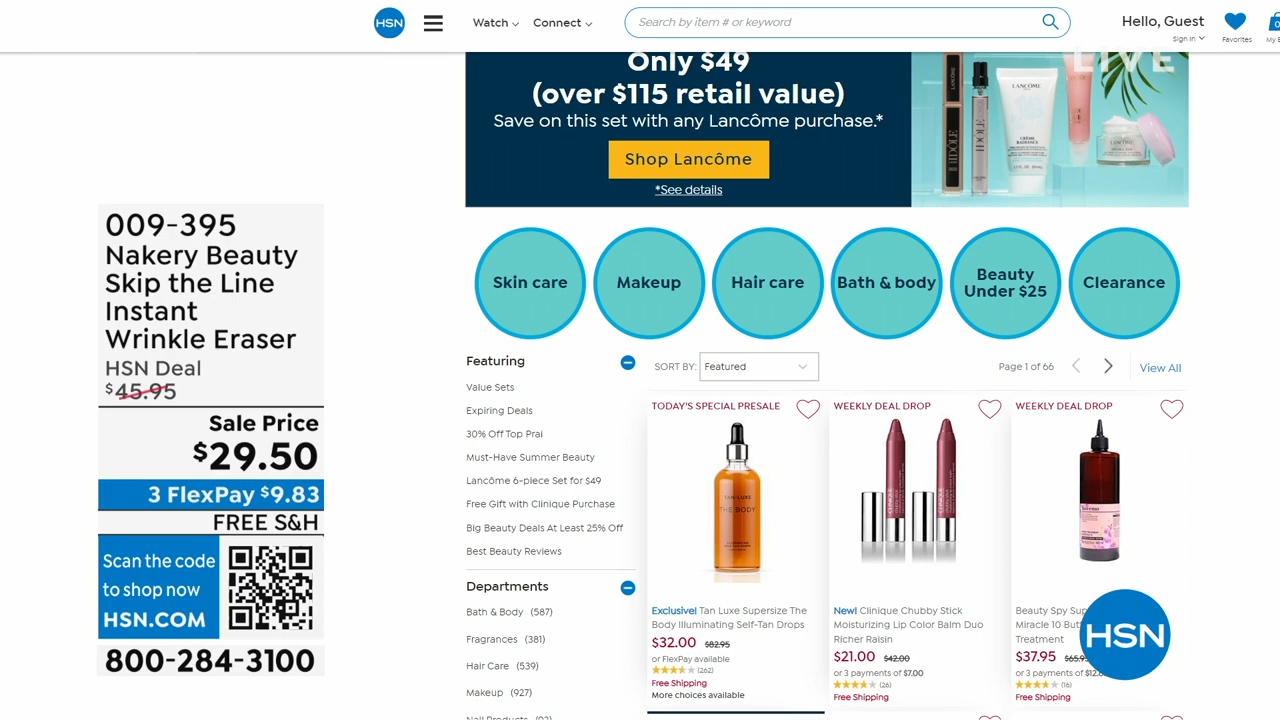 HSN
Watch
Connect
Search by item # or keyword
Hello, Guest
Sign In
Favorites
Only $49
(over $115 retail value)
Save on this set with any Lancôme purchase.*
Shop Lancôme
*See details
LIVE
LANCÔME
009-395
Nakery Beauty
Skip the Line
Instant
Wrinkle Eraser
HSN Deal
$45.95
Sale Price
$29.50
3 FlexPay $9.83
FREE S&H
Scan the code
to shop now
HSN.COM
800-284-3100
Skin care
Makeup
Hair care
Bath & body
Beauty
Under $25
Clearance
Featuring
Value Sets
Expiring Deals
30% Off Top Prai
Must-Have Summer Beauty
Lancôme 6-piece Set for $49
Free Gift with Clinique Purchase
Big Beauty Deals At Least 25% Off
Best Beauty Reviews
Departments
Bath & Body (587)
Fragrances (381)
Hair Care (539)
Makeup (927)
SORT BY: Featured
Page 1 of 66
View All
TODAY'S SPECIAL PRESALE
TAN-LUXE
THE BODY
Exclusive! Tan Luxe Supersize The
Body Illuminating Self-Tan Drops
$32.00 $82.95
or FlexPay available
(262)
Free Shipping
More choices available
WEEKLY DEAL DROP
New! Clinique Chubby Stick
Moisturizing Lip Color Balm Duo
Richer Raisin
$21.00 $42.00
or 3 payments of $7.00
(26)
Free Shipping
WEEKLY DEAL DROP
Beauty Spy
Miracle 10
Treatment
$37.95
or 3 payments of
(16)
Free Shipping
HSN